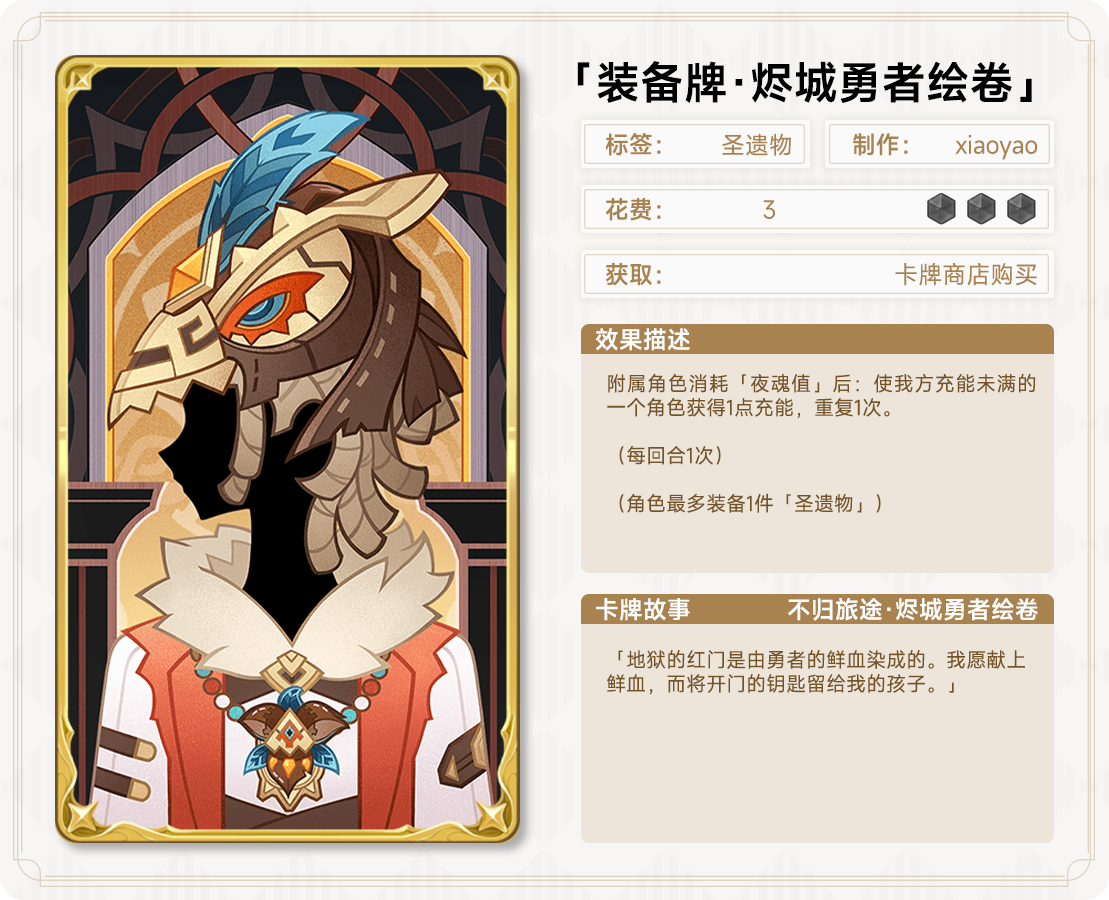 「装备牌·烬城勇者绘卷」
标签： 圣遗物 制作： xiaoyao
花费： 3
获取： 卡牌商店购买
效果描述
附属角色消耗「夜魂值」后：使我方充能未满的
一个角色获得1点充能，重复1次。
（每回合1次）
（角色最多装备1件「圣遗物」）
卡牌故事 不归旅途·烬城勇者绘卷
「地狱的红门是由勇者的鲜血染成的。我愿献上
鲜血，而将开门的钥匙留给我的孩子。」